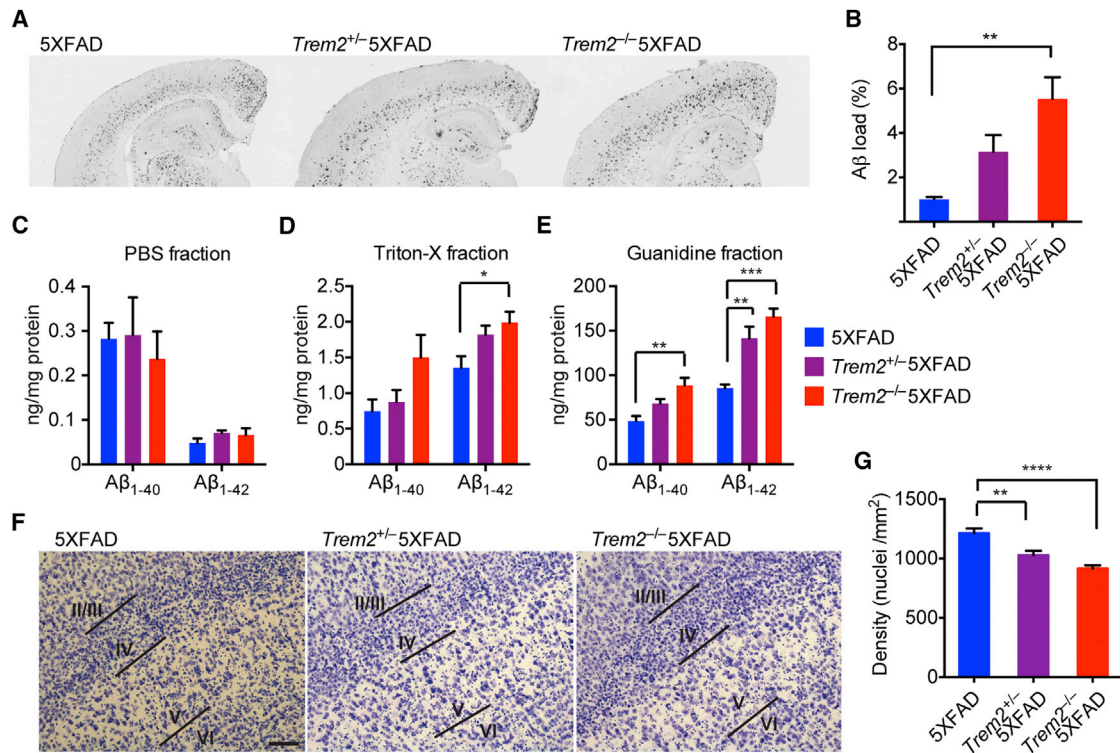 A
5XFAD
Trem2+/-5XFAD
Trem2-/-5XFAD
B
Aβ load (%)
8
6
4
2
**
5XFAD
Trem2+/-
5XFAD
Trem2-/-
5XFAD
C
PBS fraction
ng/mg protein
0.4
0.3
0.2
0.1
0
Aβ1-40
Aβ1-42
D
Triton-X fraction
ng/mg protein
2.5
2.0
1.5
1.0
0.5
0
*
Aβ1-40
Aβ1-42
E
Guanidine fraction
ng/mg protein
200
150
100
50
0
**
**
***
Aβ1-40
Aβ1-42
5XFAD
Trem2+/-5XFAD
Trem2-/-5XFAD
F
5XFAD
Trem2+/-5XFAD
Trem2-/-5XFAD
II/III
IV
V
VI
II/III
IV
V
VI
II/III
IV
V
VI
G
Density (nuclei /mm2)
1500
1000
500
0
**
****
5XFAD
Trem2+/-
5XFAD
Trem2-/-
5XFAD